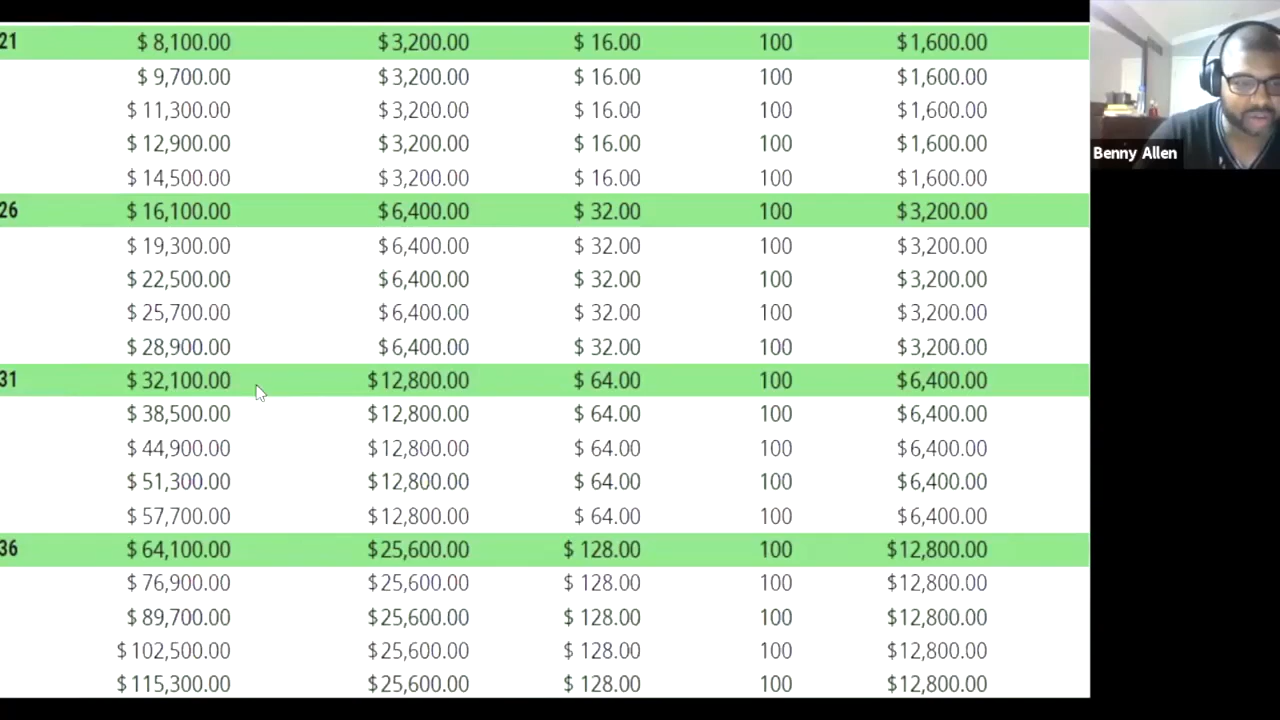 21 $ 8,100.00 $3,200.00 $ 16.00 100 $1,600.00
$ 9,700.00 $3,200.00 $ 16.00 100 $1,600.00
$ 11,300.00 $3,200.00 $ 16.00 100 $1,600.00
$ 12,900.00 $3,200.00 $ 16.00 100 $1,600.00
Benny Allen
$ 14,500.00 $3,200.00 $ 16.00 100 $1,600.00
26 $ 16,100.00 $6,400.00 $ 32.00 100 $3,200.00
$ 19,300.00 $6,400.00 $ 32.00 100 $3,200.00
$ 22,500.00 $6,400.00 $ 32.00 100 $3,200.00
$ 25,700.00 $6,400.00 $ 32.00 100 $3,200.00
$ 28,900.00 $6,400.00 $ 32.00 100 $3,200.00
31 $ 32,100.00 $12,800.00 $ 64.00 100 $6,400.00
$ 38,500.00 $12,800.00 $ 64.00 100 $6,400.00
$ 44,900.00 $12,800.00 $ 64.00 100 $6,400.00
$ 51,300.00 $12,800.00 $ 64.00 100 $6,400.00
$ 57,700.00 $12,800.00 $ 64.00 100 $6,400.00
36 $ 64,100.00 $25,600.00 $ 128.00 100 $12,800.00
$ 76,900.00 $25,600.00 $ 128.00 100 $12,800.00
$ 89,700.00 $25,600.00 $ 128.00 100 $12,800.00
$ 102,500.00 $25,600.00 $ 128.00 100 $12,800.00
$ 115,300.00 $25,600.00 $ 128.00 100 $12,800.00